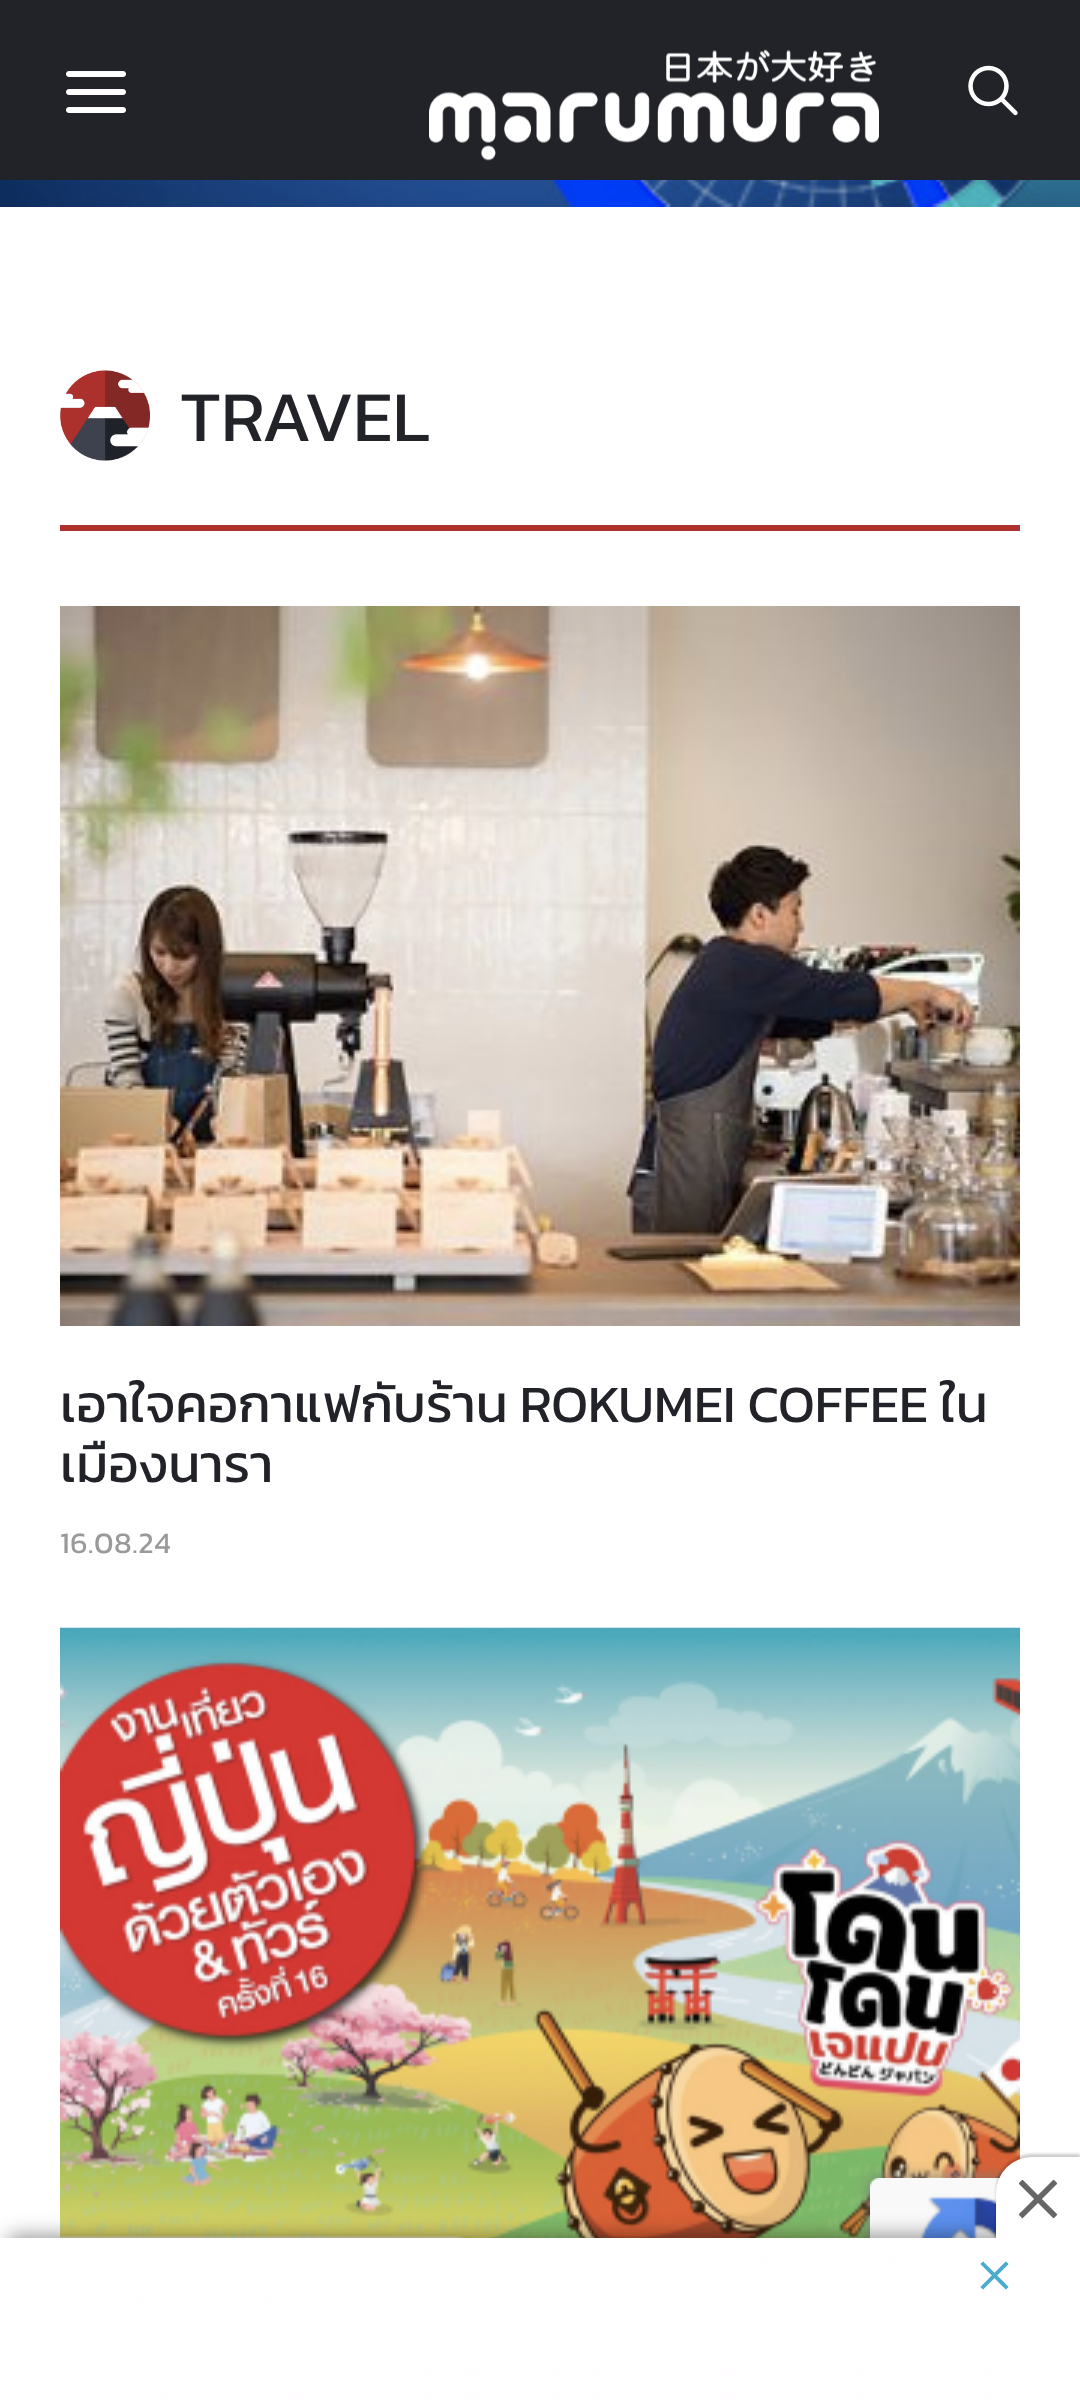 日本が大好き
marumura
TRAVEL
เอาใจคอกาแฟกับร้าน ROKUMEI COFFEE ใน
เมืองนารา
16.08.24
งานเที่ยว
ญี่ปุ่น
ด้วยตัวเอง
& ทัวร์
ครั้งที่ 16
โดน
โดน
เจแปน
どんどん ジャパン